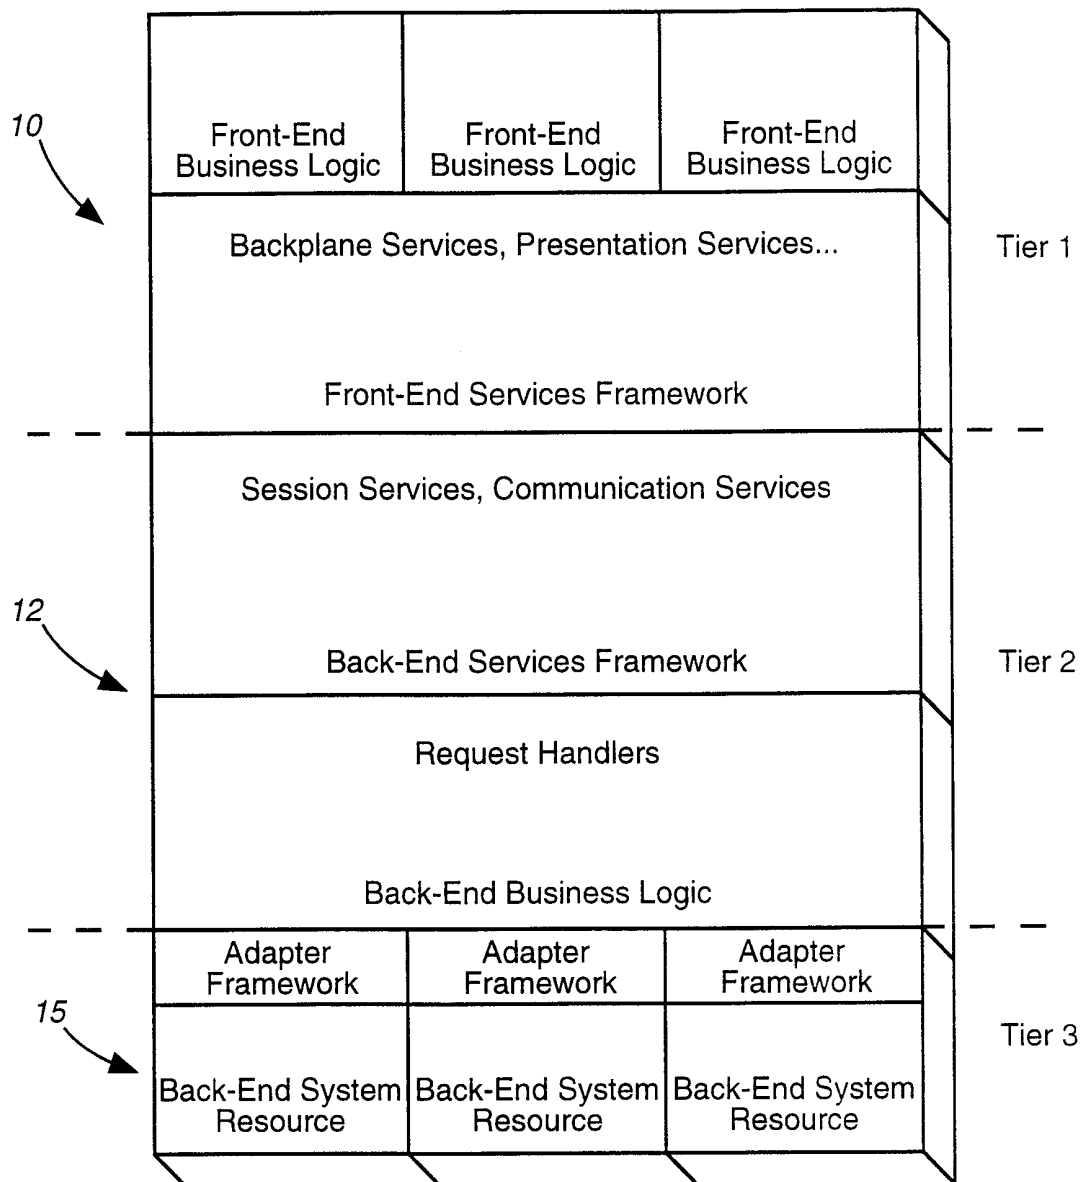 10
Front-End
Business Logic
Front-End
Business Logic
Front-End
Business Logic
Backplane Services, Presentation Services...
Tier 1
Front-End Services Framework
Session Services, Communication Services
12
Back-End Services Framework
Tier 2
Request Handlers
Back-End Business Logic
Adapter
Framework
Adapter
Framework
Adapter
Framework
15
Tier 3
Back-End System
Resource
Back-End System
Resource
Back-End System
Resource